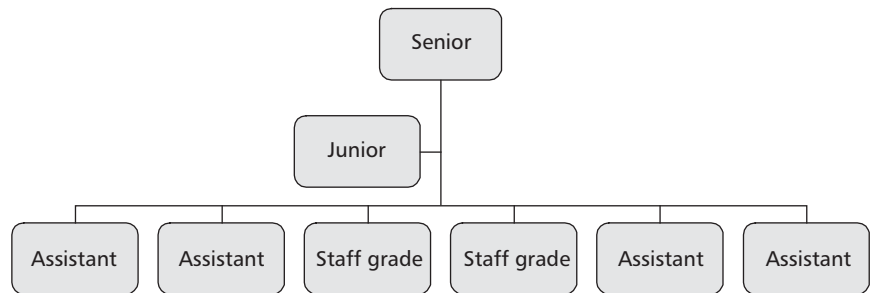 Senior
Junior
Assistant
Assistant
Staff grade
Staff grade
Assistant
Assistant